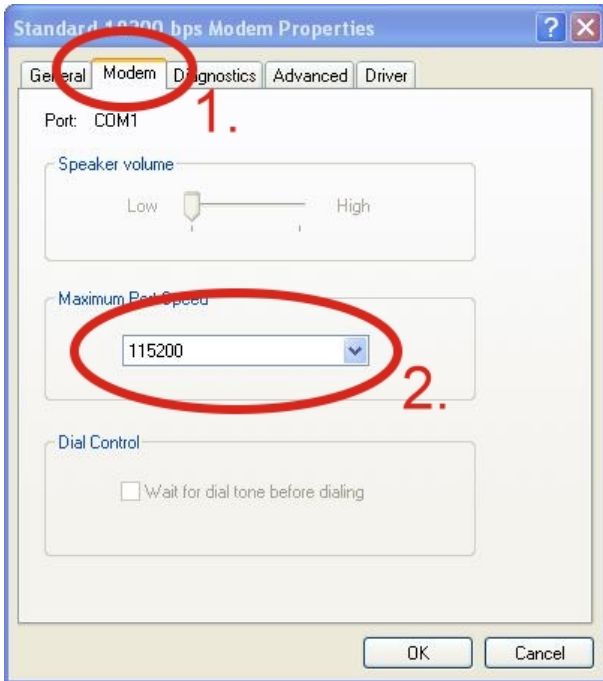 Standard 19200 bps Modem Properties
General Modem Diagnostics Advanced Driver
1.
Port: COM1
Speaker volume
Low High
Maximum Port Speed
115200
2.
Dial Control
Wait for dial tone before dialing
OK Cancel